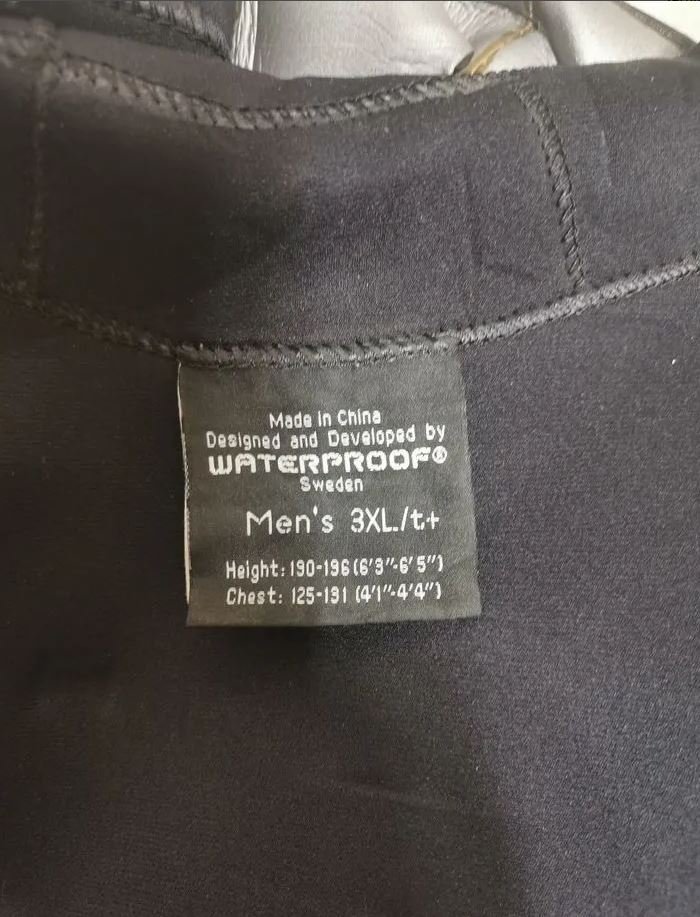 Made in China
Designed and Developed by
WATERPROOF®
Sweden
Men's 3XL/t+
Height: 190-196 (6'3"-6'5")
Chest: 125-131 (4'1"-4'4")